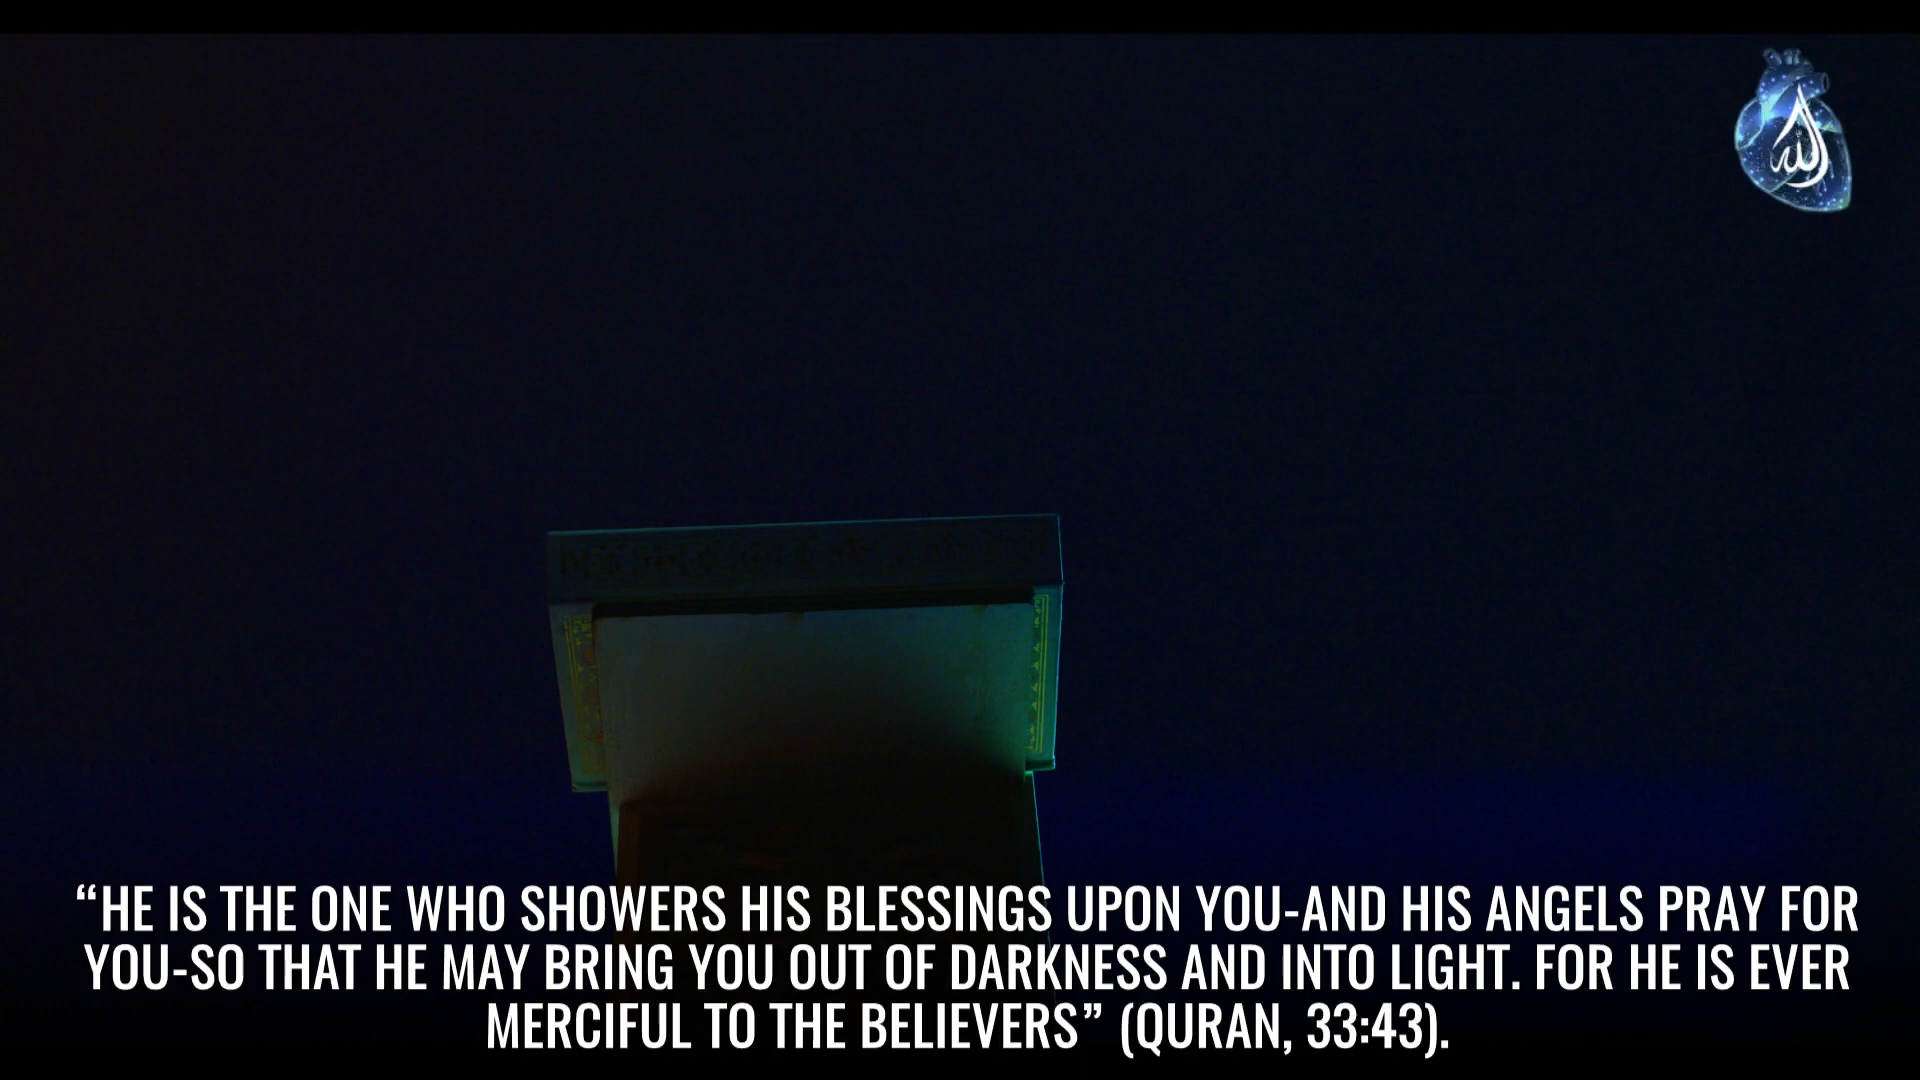 الله
“HE IS THE ONE WHO SHOWERS HIS BLESSINGS UPON YOU-AND HIS ANGELS PRAY FOR
YOU-SO THAT HE MAY BRING YOU OUT OF DARKNESS AND INTO LIGHT. FOR HE IS EVER
MERCIFUL TO THE BELIEVERS” (QURAN, 33:43).